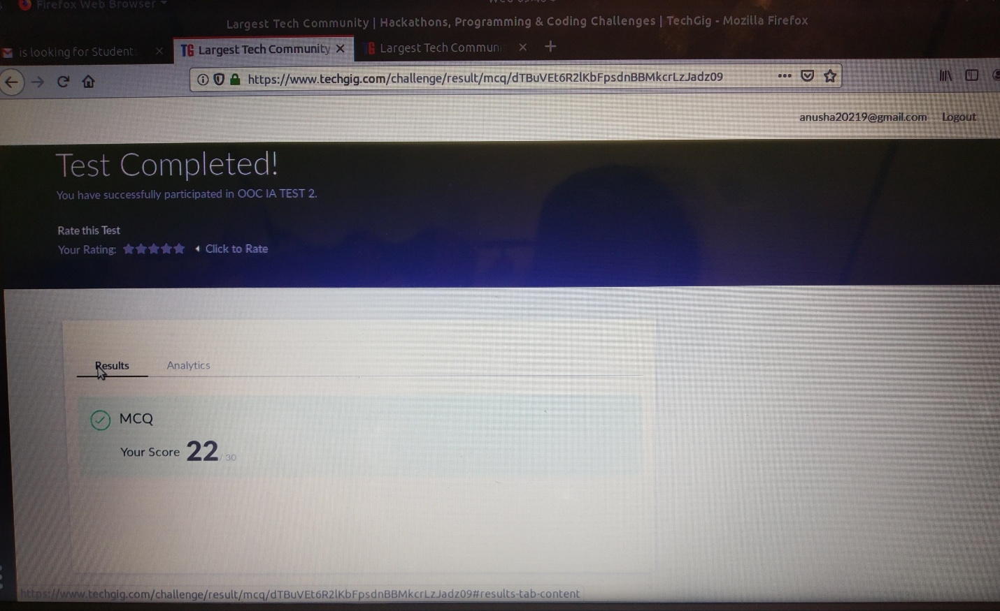 Firefox Web Browser
Largest Tech Community | Hackathons, Programming & Coding Challenges | TechGig - Mozilla Firefox
is looking for Student
TG Largest Tech Community
Largest Tech Commun
https://www.techgig.com/challenge/result/mcq/dTBuVEt6R2lKbFpsdnBBMkcrLzJadz09
anusha20219@gmail.com Logout
Test Completed!
You have successfully participated in OOC IA TEST 2.
Rate this Test
Your Rating: Click to Rate
Results Analytics
MCQ
Your Score 22 / 30
https://www.techgig.com/challenge/result/mcq/dTBuVEt6R2lKbFpsdnBBMkcrLzJadz09#results-tab-content